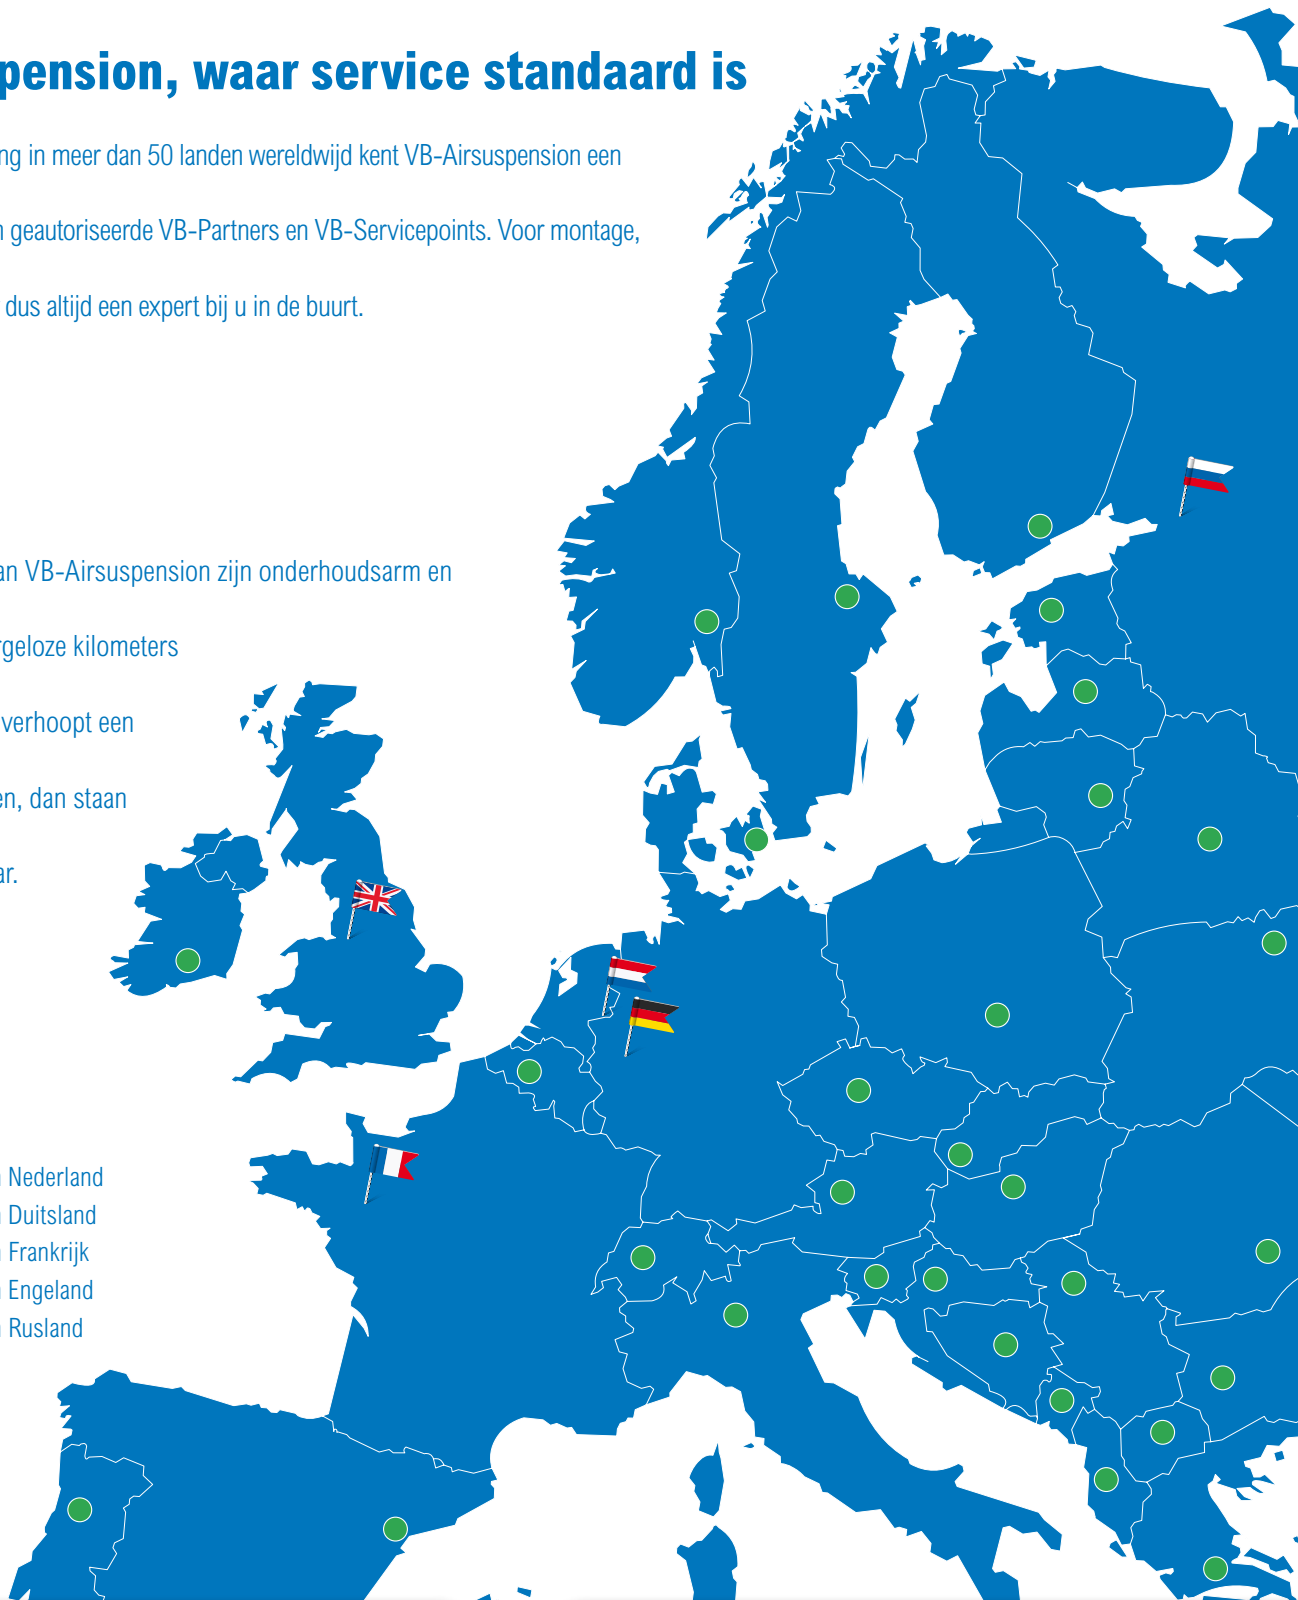 pension, waar service standaard is
ng in meer dan 50 landen wereldwijd kent VB-Airsuspension een
geautoriseerde VB-Partners en VB-Servicepoints. Voor montage,
dus altijd een expert bij u in de buurt.
an VB-Airsuspension zijn onderhoudsarm en
rgeloze kilometers
verhoopt een
en, dan staan
ar.
Nederland
Duitsland
Frankrijk
Engeland
Rusland